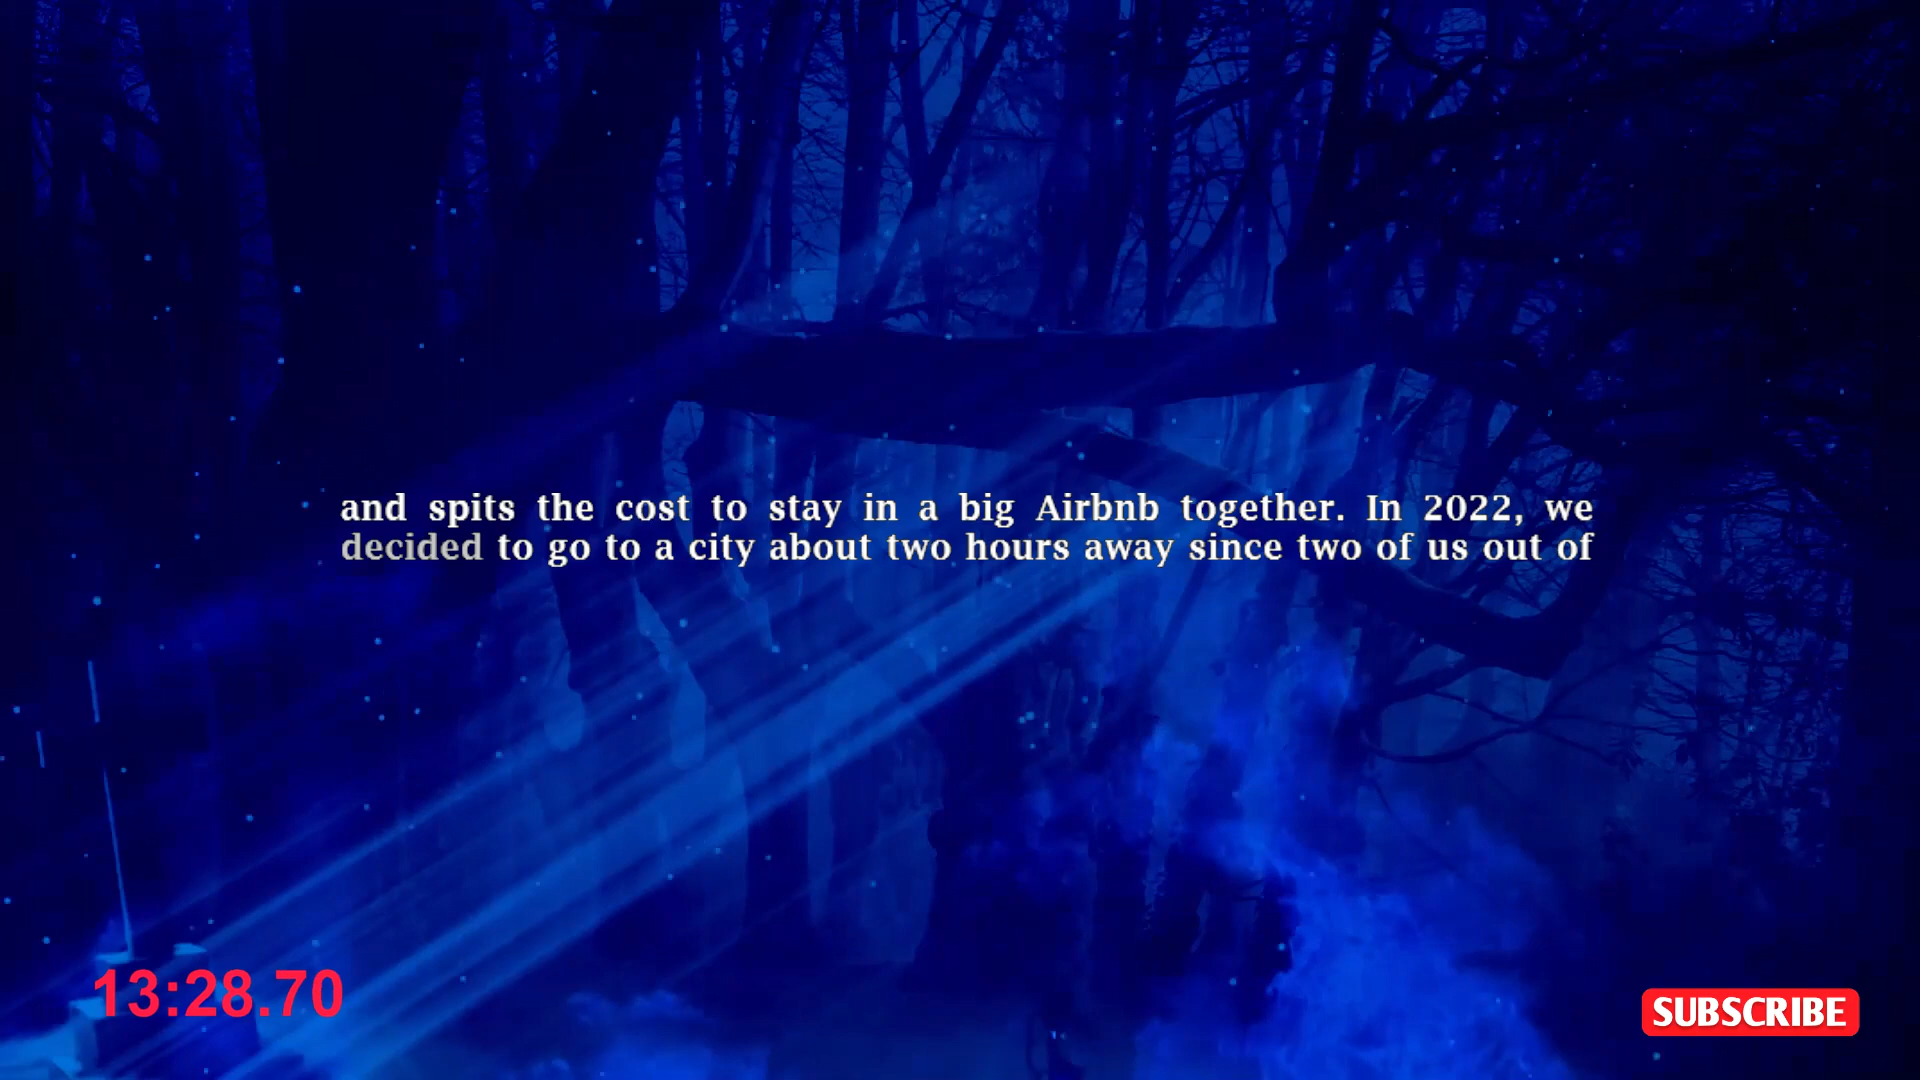 and spits the cost to stay in a big Airbnb together. In 2022, we
decided to go to a city about two hours away since two of us out of
13:28.70
SUBSCRIBE